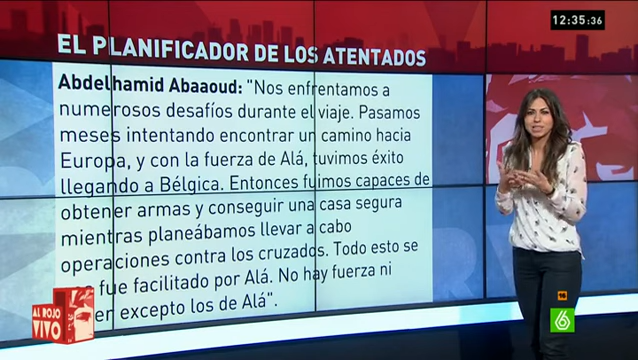 12:35:36
EL PLANIFICADOR DE LOS ATENTADOS
Abdelhamid Abaaoud: "Nos enfrentamos a
numerosos desafíos durante el viaje. Pasamos
meses intentando encontrar un camino hacia
Europa, y con la fuerza de Alá, tuvimos éxito
llegando a Bélgica. Entonces fuimos capaces de
obtener armas y conseguir una casa segura
mientras planeábamos llevar a cabo
operaciones contra los cruzados. Todo esto se
fue facilitado por Alá. No hay fuerza ni
er excepto los de Alá".
AL ROJO
VIVO
16
6